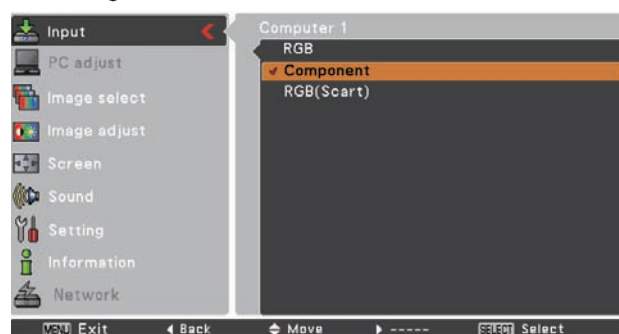 Input
PC adjust
Image select
Image adjust
Screen
Sound
Setting
Information
Network
Computer 1
RGB
Component
RGB(Scart)
MENU Exit Back Move ----- SELECT Select